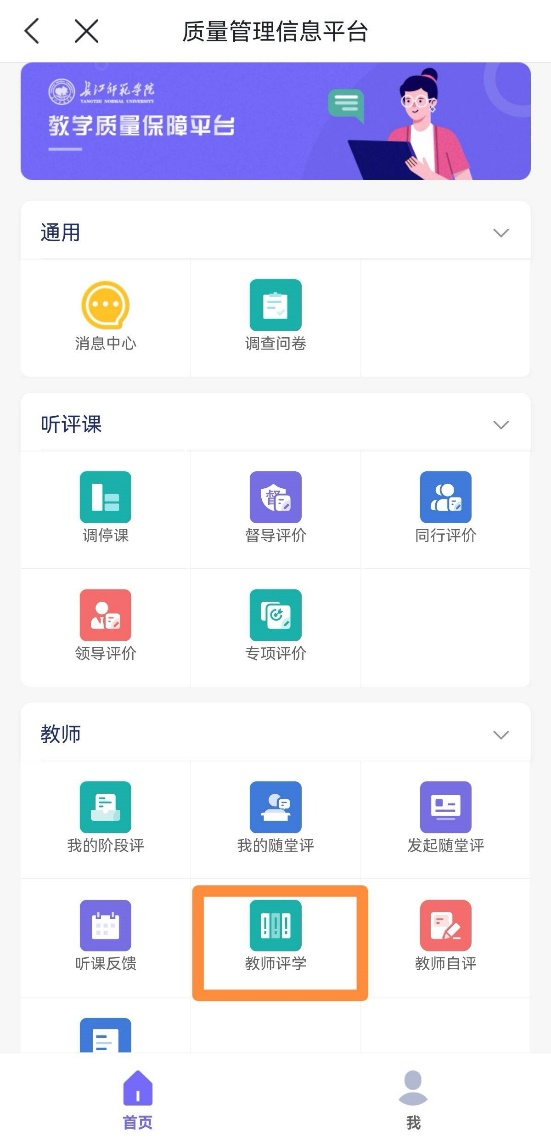 质量管理信息平台
长江师范学院
YANGTZE NORMAL UNIVERSITY
教学质量保障平台
通用
消息中心 调查问卷
听评课
督
调停课 督导评价 同行评价
领导评价 专项评价
教师
我的阶段评 我的随堂评 发起随堂评
听课反馈 教师评学 教师自评
首页 我